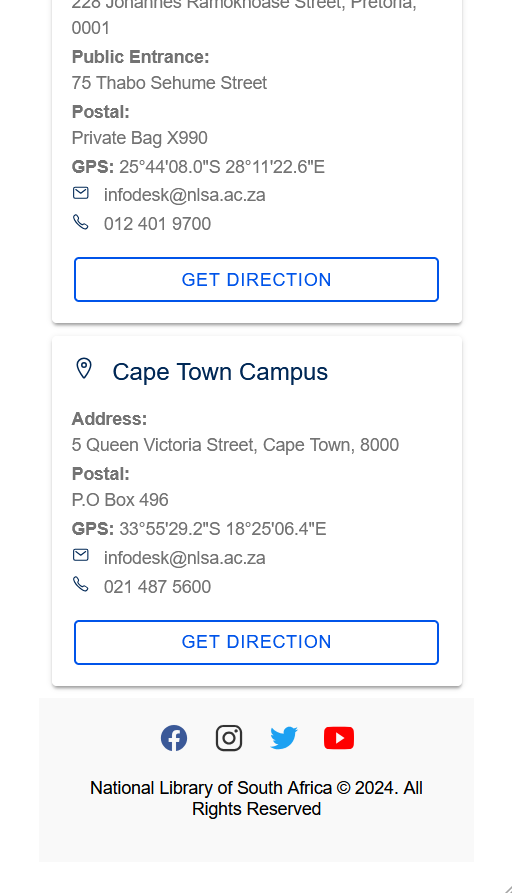 228 Johannes Ramokhoase Street, Pretoria,
0001
Public Entrance:
75 Thabo Sehume Street
Postal:
Private Bag X990
GPS: 25°44'08.0"S 28°11'22.6"E
infodesk@nlsa.ac.za
012 401 9700
GET DIRECTION
Cape Town Campus
Address:
5 Queen Victoria Street, Cape Town, 8000
Postal:
P.O Box 496
GPS: 33°55'29.2"S 18°25'06.4"E
infodesk@nlsa.ac.za
021 487 5600
GET DIRECTION
National Library of South Africa © 2024. All
Rights Reserved